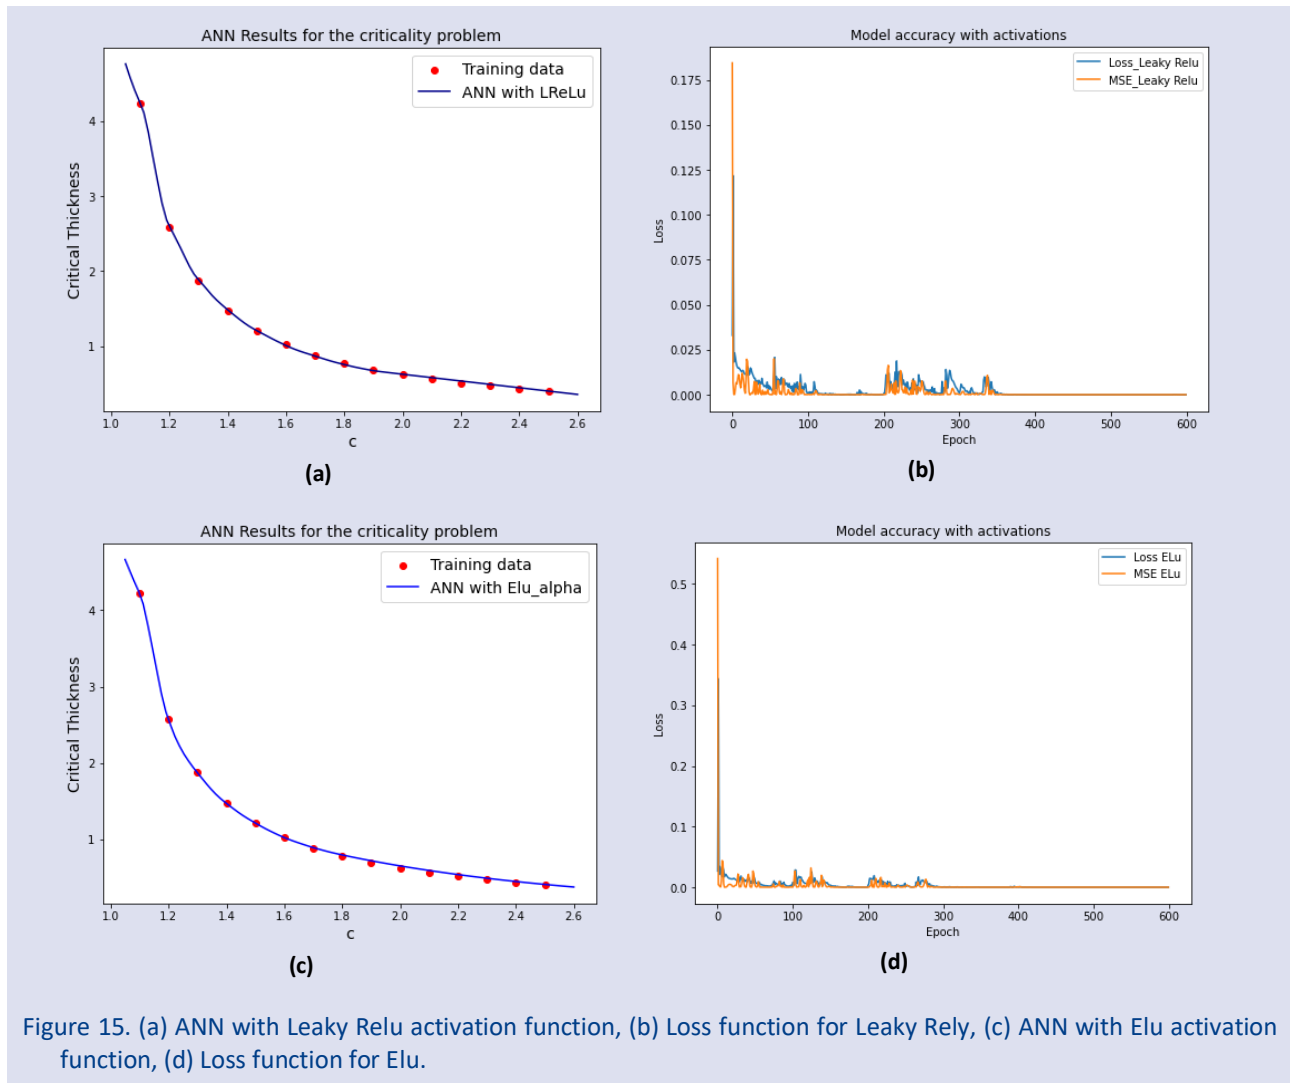 ANN Results for the criticality problem
Training data
ANN with LReLu
Critical Thickness
4
3
2
1
1.0 1.2 1.4 1.6 1.8 2.0 2.2 2.4 2.6
c
(a)
Model accuracy with activations
Loss_Leaky Relu
MSE_Leaky Relu
Loss
0.175
0.150
0.125
0.100
0.075
0.050
0.025
0.000
0 100 200 300 400 500 600
Epoch
(b)
ANN Results for the criticality problem
Training data
ANN with Elu_alpha
Critical Thickness
4
3
2
1
1.0 1.2 1.4 1.6 1.8 2.0 2.2 2.4 2.6
c
(c)
Model accuracy with activations
Loss ELu
MSE ELu
Loss
0.5
0.4
0.3
0.2
0.1
0.0
0 100 200 300 400 500 600
Epoch
(d)
Figure 15. (a) ANN with Leaky Relu activation function, (b) Loss function for Leaky Rely, (c) ANN with Elu activation
function, (d) Loss function for Elu.